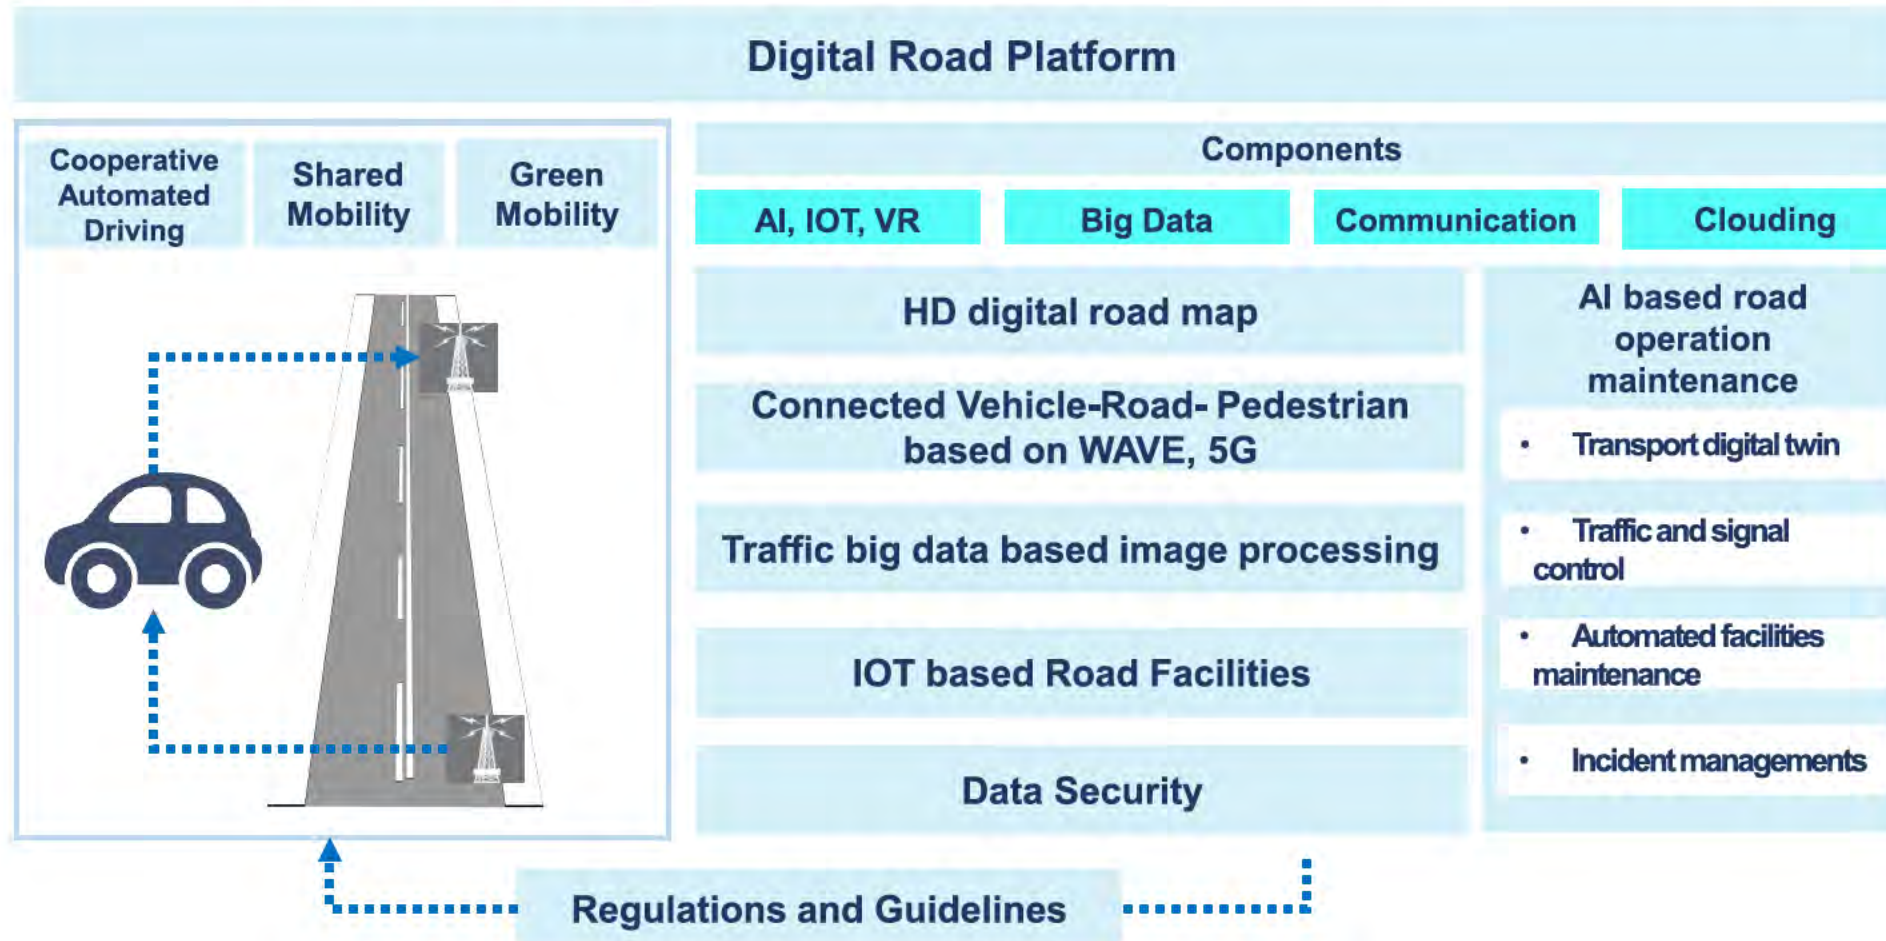 Digital Road Platform
Cooperative
Automated
Driving
Shared
Mobility
Green
Mobility
Components
AI, IOT, VR
Big Data
Communication
Clouding
HD digital road map
Connected Vehicle-Road- Pedestrian
based on WAVE, 5G
Traffic big data based image processing
IOT based Road Facilities
Data Security
AI based road
operation
maintenance
• Transport digital twin
• Traffic and signal
control
• Automated facilities
maintenance
• Incident managements
Regulations and Guidelines